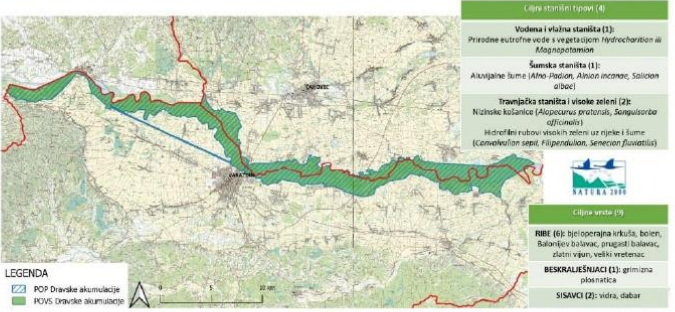 Ciljni stanišni tipovi (4)
Vodena i vlažna staništa (1):
Prirodne eutrofne vode s vegetacijom Hydrocharition ili
Magnopotamion
Šumska staništa (1):
Aluvijalne šume (Alno-Padion, Alnion incanae, Salicion
albae)
Travnjačka staništa i visoke zeleni (2):
Nizinske košanice (Alopecurus pratensis, Sanguisorba
officinalis)
Hidrofilni rubovi visokih zeleni uz rijeke i šume
(Convolvulion sepii, Filipendulion, Senecion fluviatilis)
NATURA 2000
Ciljne vrste (9)
RIBE (6): bjeloperajna krkuša, bolen,
Balonijev balavac, prugasti balavac,
zlatni vijun, veliki vretenac
BESKRALJEŠNJACI (1): grimizna
plosnatica
SISAVCI (2): vidra, dabar
ČAKOVEC
VARAŽDIN
LEGENDA
POP Dravske akumulacije
POVS Dravske akumulacije
0 5 10 20 km